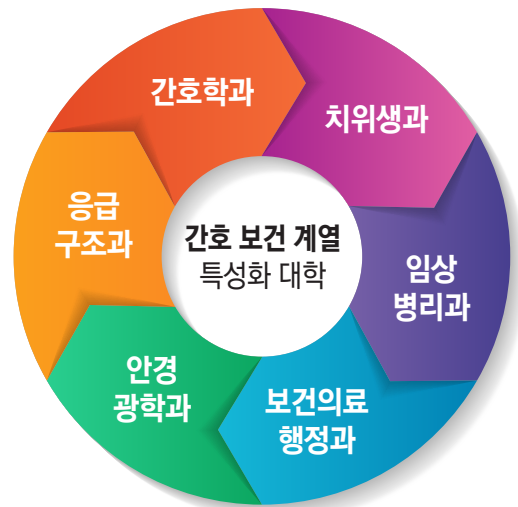 간호학과
치위생과
응급
구조과
간호 보건 계열
특성화 대학
임상
병리과
안경
광학과
보건의료
행정과